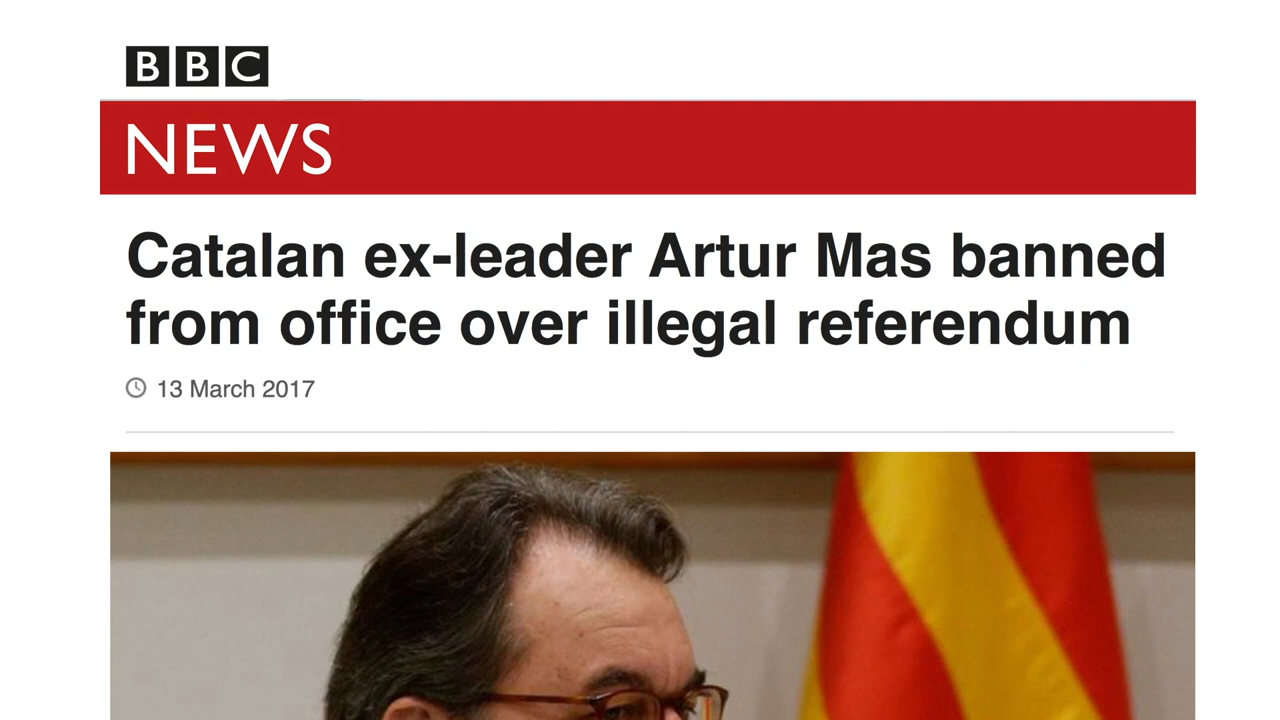 BBC
NEWS
Catalan ex-leader Artur Mas banned
from office over illegal referendum
13 March 2017